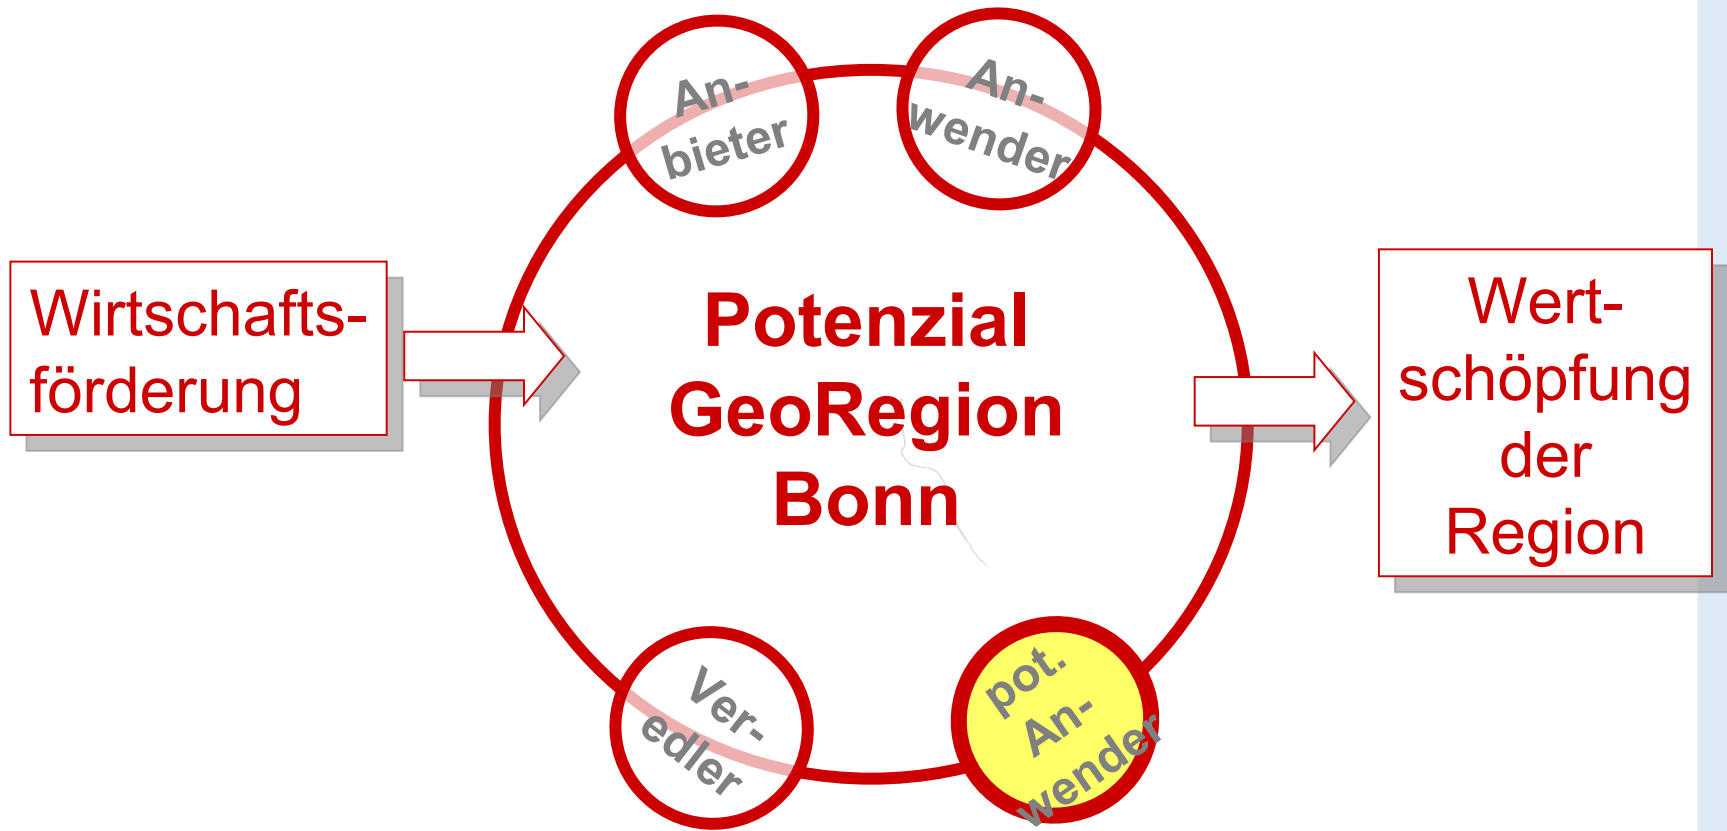 An-
bieter
An-
wender
Wirtschafts-
förderung
Potenzial
GeoRegion
Bonn
Wert-
schöpfung
der
Region
Ver-
edler
pot.
An-
wender